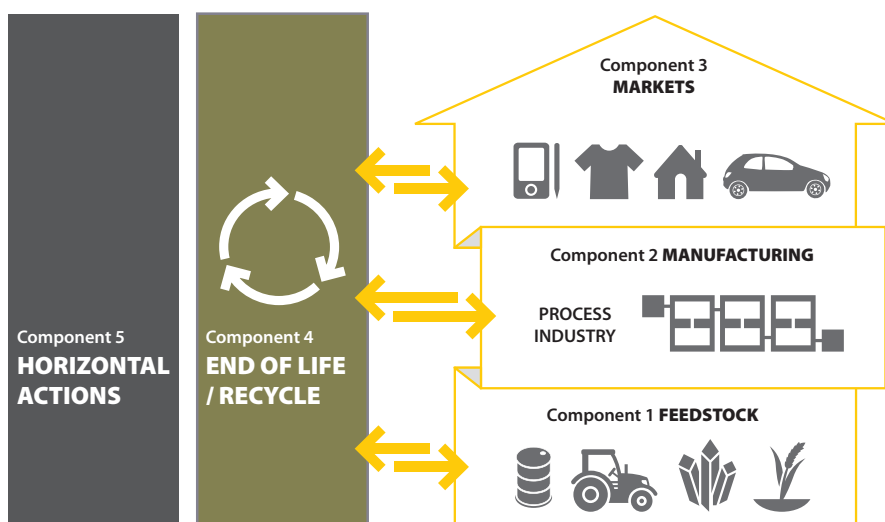 Component 5
HORIZONTAL
ACTIONS
Component 4
END OF LIFE
/ RECYCLE
Component 3
MARKETS
Component 2 MANUFACTURING
PROCESS
INDUSTRY
Component 1 FEEDSTOCK